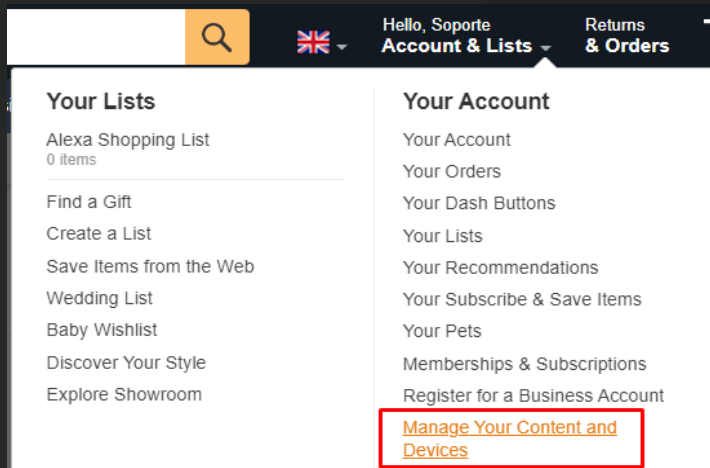 Hello, Soporte
Account & Lists
Returns
& Orders
Your Lists
Alexa Shopping List
0 items
Find a Gift
Create a List
Save Items from the Web
Wedding List
Baby Wishlist
Discover Your Style
Explore Showroom
Your Account
Your Account
Your Orders
Your Dash Buttons
Your Lists
Your Recommendations
Your Subscribe & Save Items
Your Pets
Memberships & Subscriptions
Register for a Business Account
Manage Your Content and
Devices